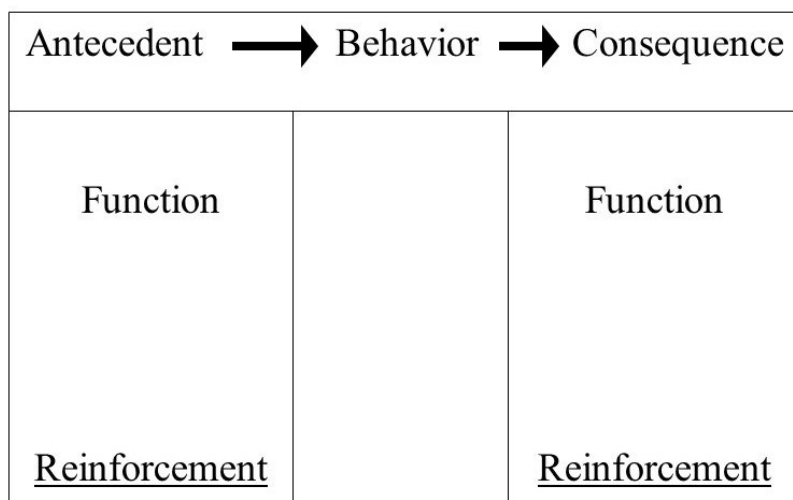 Antecedent Behavior Consequence
Function Function
Reinforcement Reinforcement